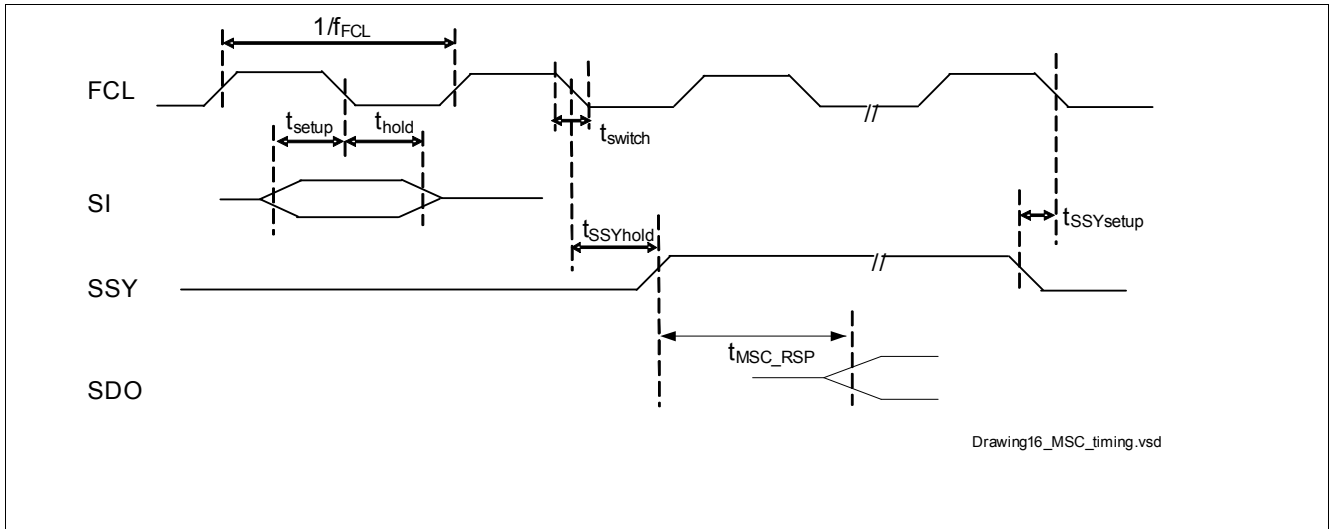 1/fFCL
FCL
tsetup
thold
tswitch
SI
tSSYhold
tSSYsetup
//
//
SSY
tMSC_RSP
SDO
Drawing16_MSC_timing.vsd